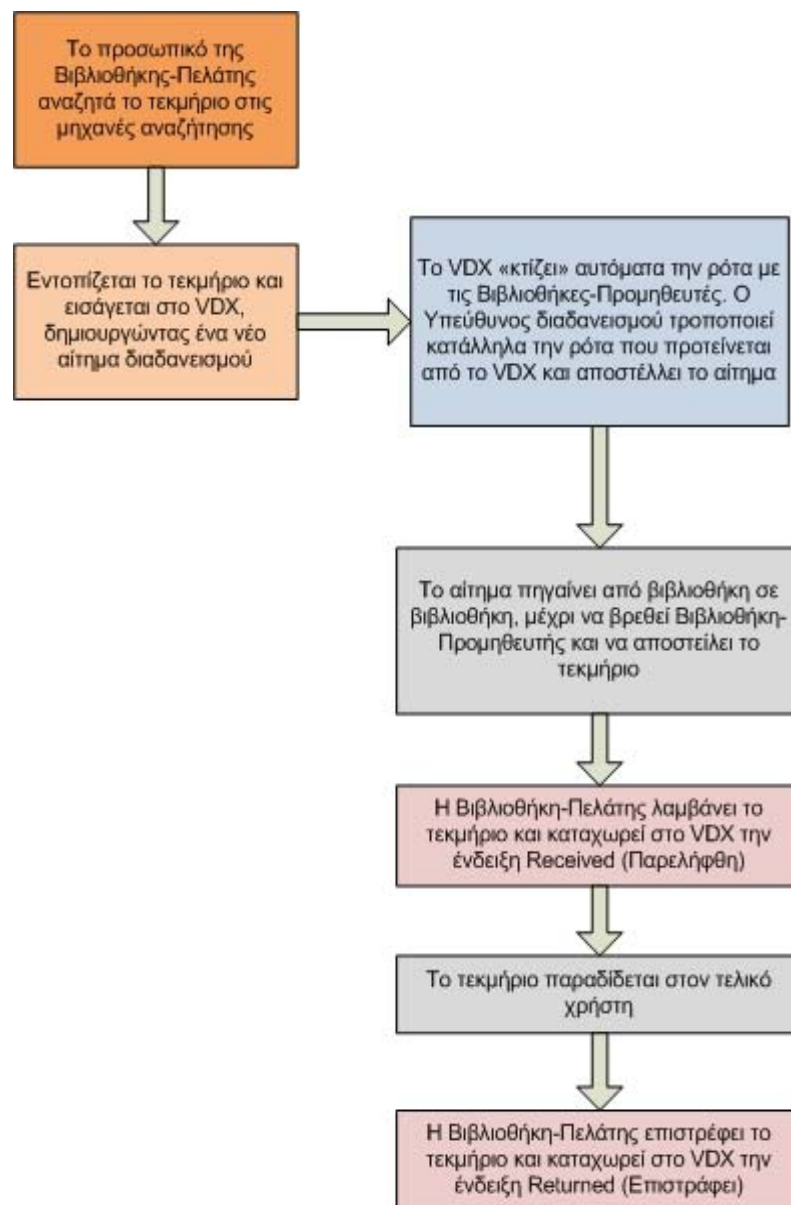 Το προσωπικό της
Βιβλιοθήκης-Πελάτης
αναζητά το τεκμήριο στις
μηχανές αναζήτησης
Εντοπίζεται το τεκμήριο και
εισάγεται στο VDX,
δημιουργώντας ένα νέο
αίτημα διαδανεισμού
Το VDX «κτίζει» αυτόματα την ρότα με
τις Βιβλιοθήκες-Προμηθευτές. Ο
Υπεύθυνος διαδανεισμού τροποποιεί
κατάλληλα την ρότα που προτείνεται
από το VDX και αποστέλλει το αίτημα
Το αίτημα πηγαίνει από βιβλιοθήκη σε
βιβλιοθήκη, μέχρι να βρεθεί Βιβλιοθήκη-
Προμηθευτής και να αποστείλει το
τεκμήριο
Η Βιβλιοθήκη-Πελάτης λαμβάνει το
τεκμήριο και καταχωρεί στο VDX την
ένδειξη Received (Παρελήφθη)
Το τεκμήριο παραδίδεται στον τελικό
χρήστη
Η Βιβλιοθήκη-Πελάτης επιστρέφει το
τεκμήριο και καταχωρεί στο VDX την
ένδειξη Returned (Επιστράφει)